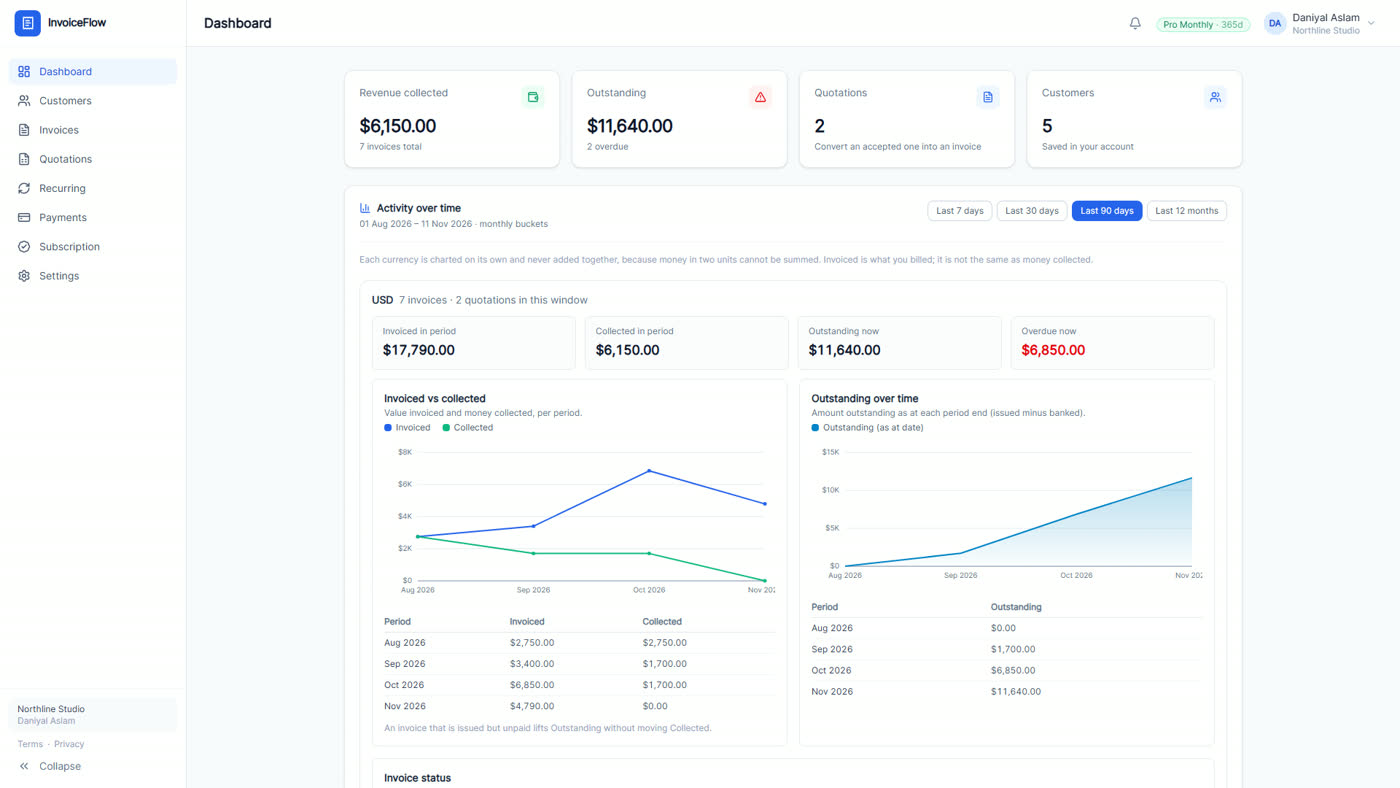 InvoiceFlow
Dashboard
Customers
Invoices
Quotations
Recurring
Payments
Subscription
Settings
Northline Studio
Daniyal Aslam
Terms · Privacy
Collapse
Dashboard
Pro Monthly · 365d
DA
Daniyal Aslam
Northline Studio
Revenue collected
$6,150.00
7 invoices total
Outstanding
$11,640.00
2 overdue
Quotations
2
Convert an accepted one into an invoice
Customers
5
Saved in your account
Activity over time
01 Aug 2026 – 11 Nov 2026 · monthly buckets
Last 7 days
Last 30 days
Last 90 days
Last 12 months
Each currency is charted on its own and never added together, because money in two units cannot be summed. Invoiced is what you billed; it is not the same as money collected.
USD 7 invoices · 2 quotations in this window
Invoiced in period
$17,790.00
Collected in period
$6,150.00
Outstanding now
$11,640.00
Overdue now
$6,850.00
Invoiced vs collected
Value invoiced and money collected, per period.
Invoiced Collected
$8K
$6K
$4K
$2K
$0
Aug 2026 Sep 2026 Oct 2026 Nov 202
Period Invoiced Collected
Aug 2026 $2,750.00 $2,750.00
Sep 2026 $3,400.00 $1,700.00
Oct 2026 $6,850.00 $1,700.00
Nov 2026 $4,790.00 $0.00
An invoice that is issued but unpaid lifts Outstanding without moving Collected.
Outstanding over time
Amount outstanding as at each period end (issued minus banked).
Outstanding (as at date)
$15K
$10K
$5K
$0
Aug 2026 Sep 2026 Oct 2026 Nov 202
Period Outstanding
Aug 2026 $0.00
Sep 2026 $1,700.00
Oct 2026 $6,850.00
Nov 2026 $11,640.00
Invoice status